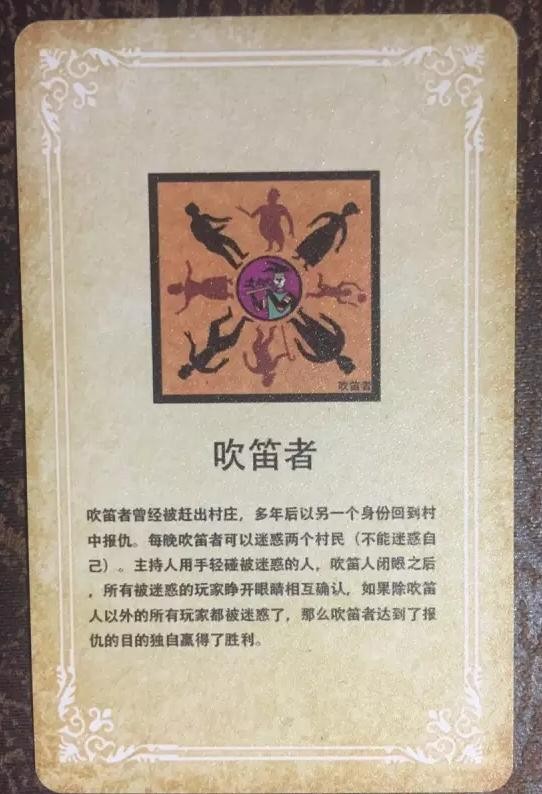 吹笛者
吹笛者
吹笛者曾经被赶出村庄，多年后以另一个身份回到村
中报仇。每晚吹笛者可以迷惑两个村民（不能迷惑自
己）。主持人用手轻碰被迷惑的人，吹笛人闭眼之后
，所有被迷惑的玩家睁开眼睛相互确认，如果除吹笛
人以外的所有玩家都被迷惑了，那么吹笛者达到了报
仇的目的独自赢得了胜利。